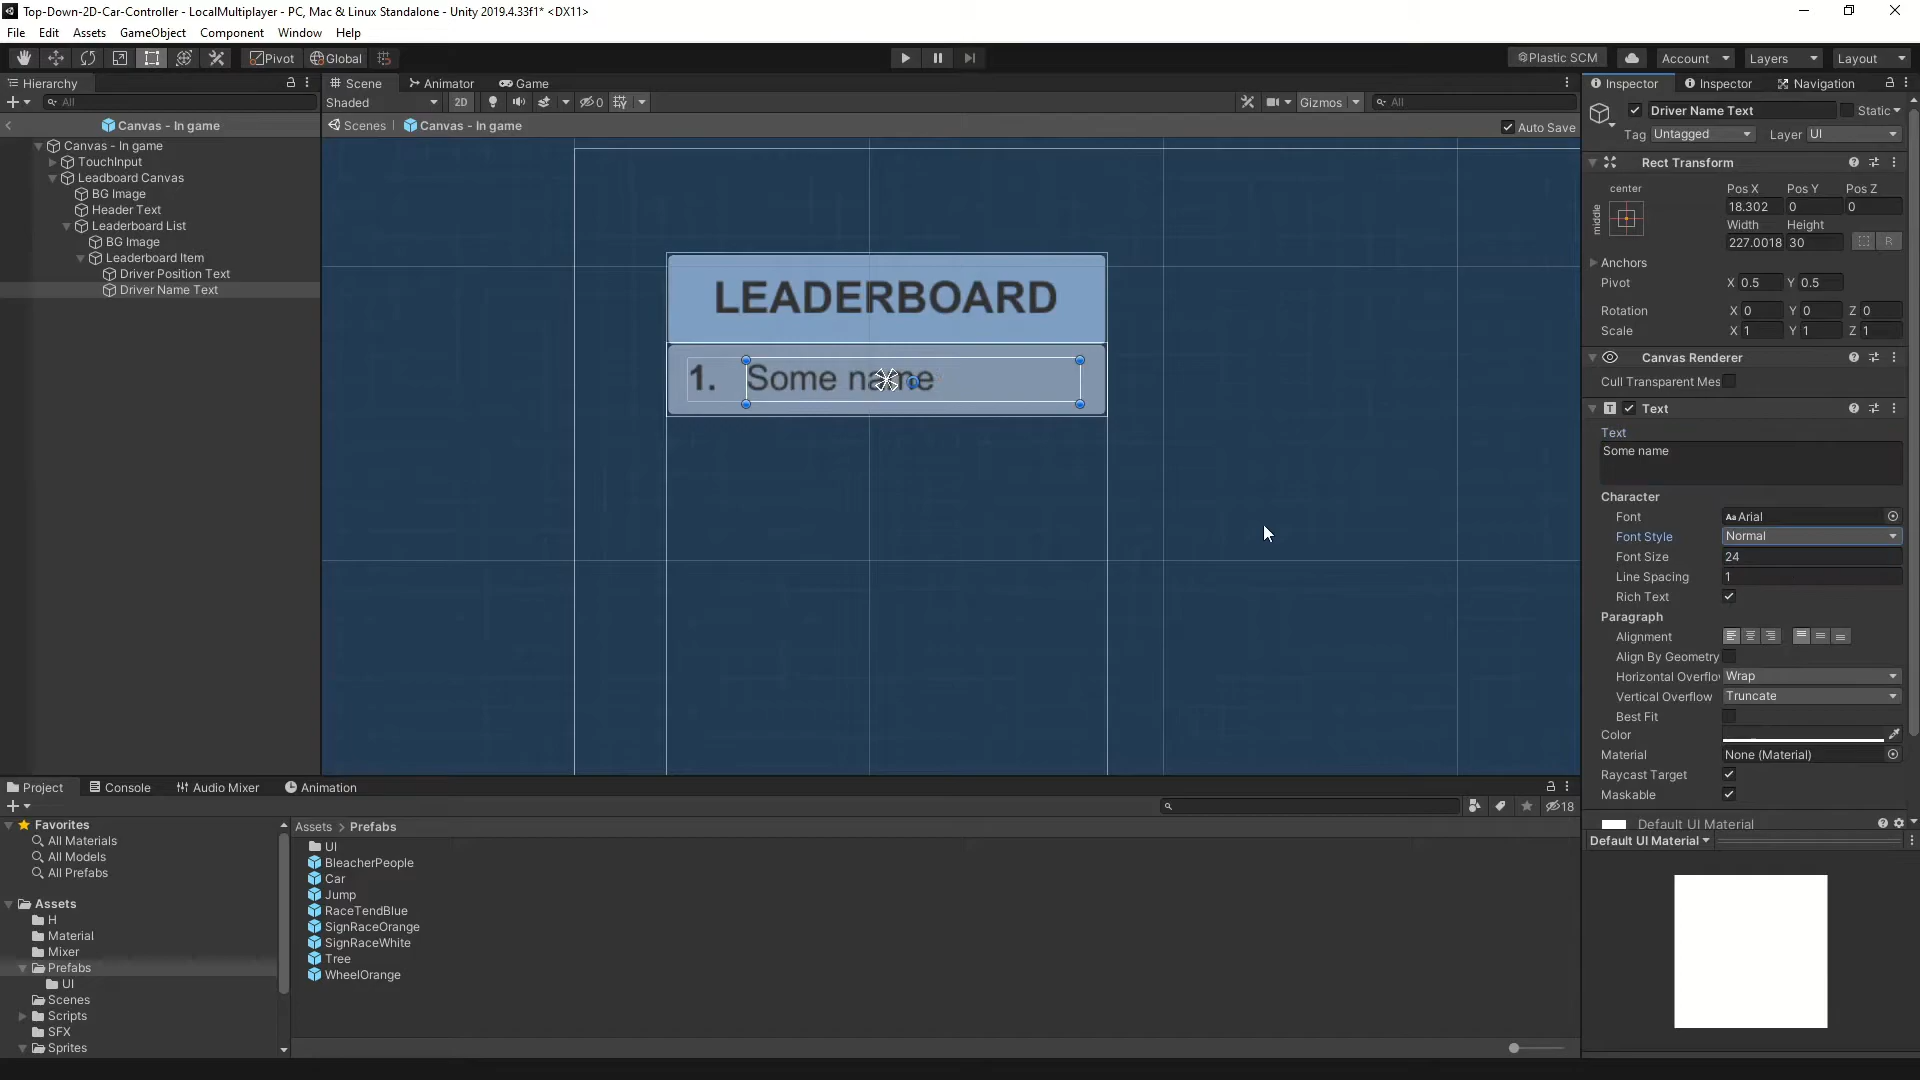 Top-Down-2D-Car-Controller - LocalMultiplayer - PC, Mac & Linux Standalone - Unity 2019.4.33f1* <DX11>
File Edit Assets GameObject Component Window Help
Pivot Global Plastic SCM Account Layers Layout
Hierarchy Scene Animator Game Inspector Inspector Navigation
All Shaded 2D 0 Gizmos All
Canvas - In game Scenes Canvas - In game Auto Save
Canvas - In game
TouchInput
Leadboard Canvas
BG Image
Header Text
Leaderboard List
BG Image
Leaderboard Item
Driver Position Text
Driver Name Text
LEADERBOARD
1. Some name
Driver Name Text Static
Tag Untagged Layer UI
Rect Transform
center Pos X Pos Y Pos Z
middle 18.302 0 0
Width Height
227.0018 30 R
Anchors
Pivot X 0.5 Y 0.5
Rotation X 0 Y 0 Z 0
Scale X 1 Y 1 Z 1
Canvas Renderer
Cull Transparent Mes
Text
Text
Some name
Character
Font Aa Arial
Font Style Normal
Font Size 24
Line Spacing 1
Rich Text
Paragraph
Alignment
Align By Geometry
Horizontal Overflo Wrap
Vertical Overflow Truncate
Best Fit
Color
Material None (Material)
Raycast Target
Maskable
Default UI Material
Default UI Material
Project Console Audio Mixer Animation
18
Favorites
All Materials
All Models
All Prefabs
Assets
H
Material
Mixer
Prefabs
UI
Scenes
Scripts
SFX
Sprites
Assets > Prefabs
UI
BleacherPeople
Car
Jump
RaceTendBlue
SignRaceOrange
SignRaceWhite
Tree
WheelOrange